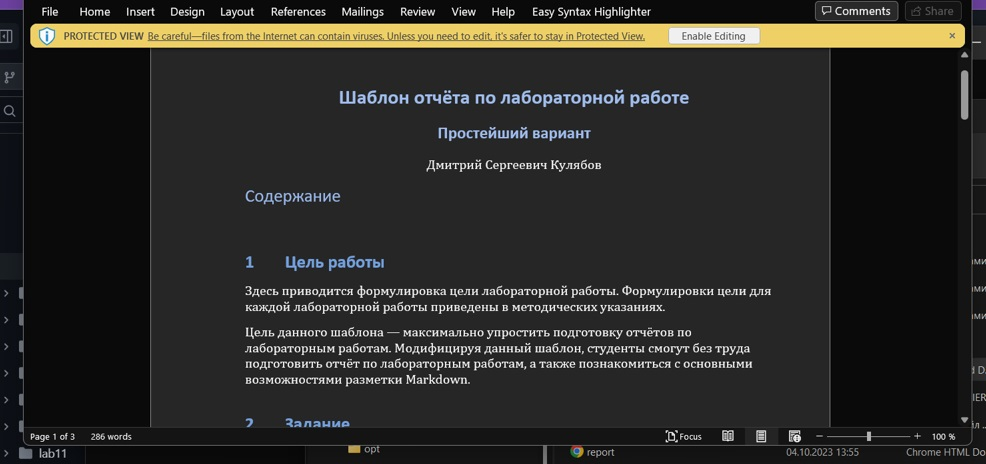 File Home Insert Design Layout References Mailings Review View Help Easy Syntax Highlighter Comments Share
PROTECTED VIEW Be careful—files from the Internet can contain viruses. Unless you need to edit, it's safer to stay in Protected View. Enable Editing
Шаблон отчёта по лабораторной работе
Простейший вариант
Дмитрий Сергеевич Кулябов
Содержание
1 Цель работы
Здесь приводится формулировка цели лабораторной работы. Формулировки цели для
каждой лабораторной работы приведены в методических указаниях.
Цель данного шаблона — максимально упростить подготовку отчётов по
лабораторным работам. Модифицируя данный шаблон, студенты смогут без труда
подготовить отчёт по лабораторным работам, а также познакомиться с основными
возможностями разметки Markdown.
2 Задание
Page 1 of 3 286 words Focus 100 %
lab11 opt report 04.10.2023 13:55 Chrome HTML Do